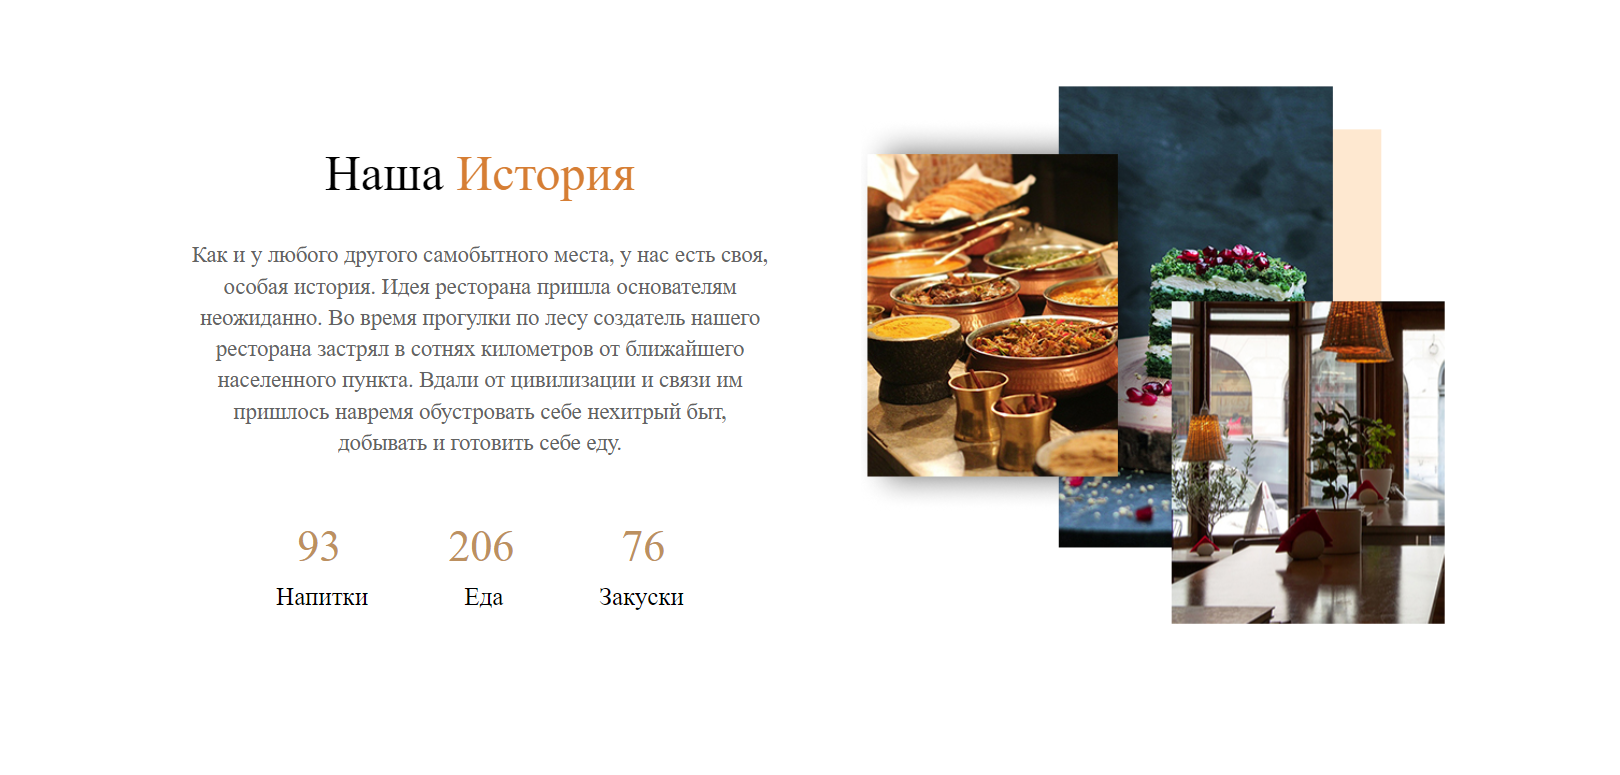 Наша История
Как и у любого другого самобытного места, у нас есть своя,
особая история. Идея ресторана пришла основателям
неожиданно. Во время прогулки по лесу создатель нашего
ресторана застрял в сотнях километров от ближайшего
населенного пункта. Вдали от цивилизации и связи им
пришлось навремя обустровать себе нехитрый быт,
добывать и готовить себе еду.
93 206 76
Напитки Еда Закуски